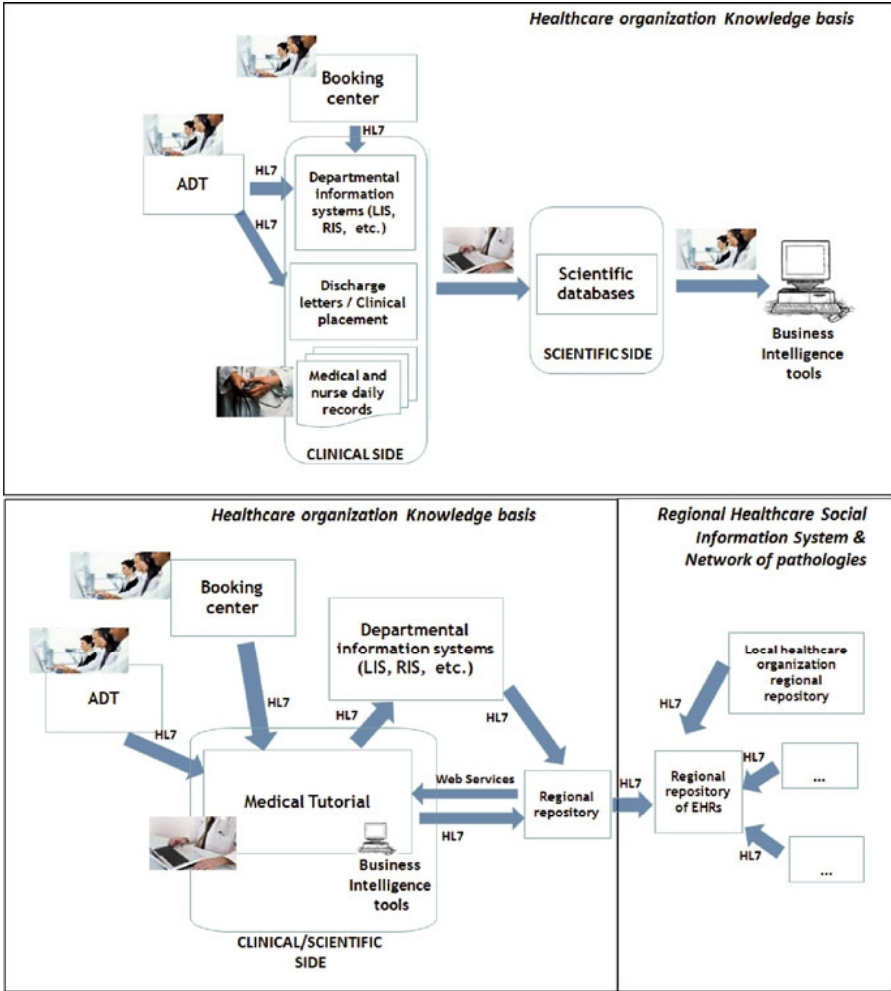 Healthcare organization Knowledge basis
Booking
center
HL7
ADT
HL7
HL7
Departmental
information
systems (LIS,
RIS, etc.)
Discharge
letters / Clinical
placement
Medical and
nurse daily
records
CLINICAL SIDE
Scientific
databases
SCIENTIFIC SIDE
Business
Intelligence
tools
Healthcare organization Knowledge basis
Booking
center
ADT
HL7
HL7
Departmental
information systems
(LIS, RIS, etc.)
HL7
HL7
Medical Tutorial
Business
Intelligence
tools
CLINICAL/SCIENTIFIC
SIDE
Web Services
HL7
Regional
repository
HL7
Regional Healthcare Social
Information System &
Network of pathologies
Local healthcare
organization
regional
repository
HL7
Regional
repository
of EHRs
HL7
...
HL7
...